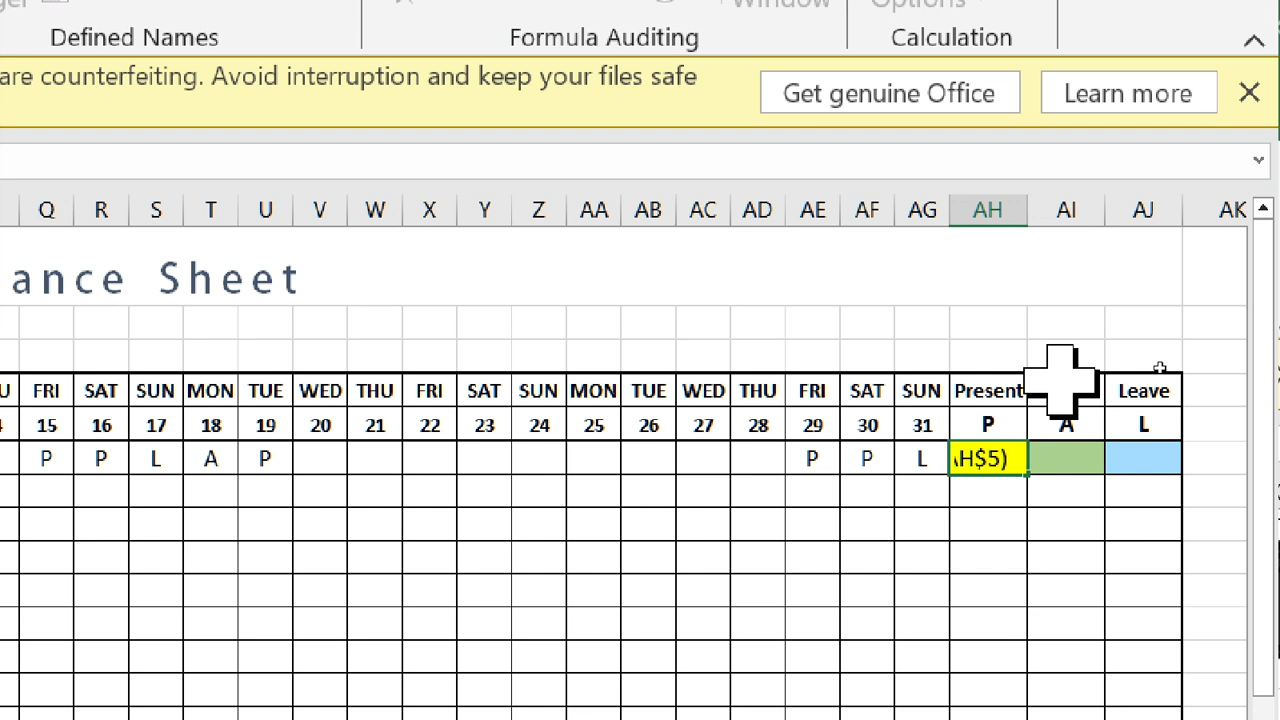 Defined Names Formula Auditing Calculation
are counterfeiting. Avoid interruption and keep your files safe Get genuine Office Learn more
Q R S T U V W X Y Z AA AB AC AD AE AF AG AH AI AJ AK
ance Sheet
FRI SAT SUN MON TUE WED THU FRI SAT SUN MON TUE WED THU FRI SAT SUN Present Leave
15 16 17 18 19 20 21 22 23 24 25 26 27 28 29 30 31 P A L
P P L A P P P L H$5)